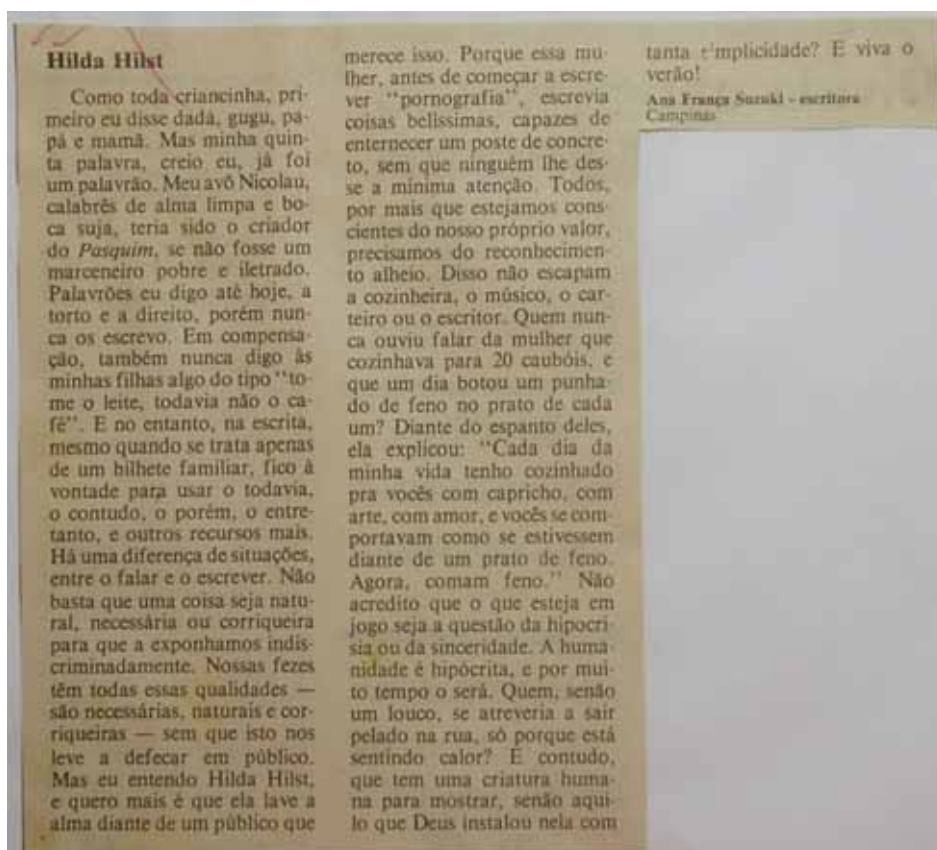 Hilda Hilst
Como toda criancinha, pri-
meiro eu disse dadá, gugu, pa-
pá e mamã. Mas minha quin-
ta palavra, creio eu, já foi
um palavrão. Meu avô Nicolau,
calabrês de alma limpa e bo-
ca suja, teria sido o criador
do Pasquim, se não fosse um
marceneiro pobre e iletrado.
Palavrões eu digo até hoje, a
torto e a direito, porém nun-
ca os escrevo. Em compensa-
ção, também nunca digo às
minhas filhas algo do tipo "to-
me o leite, todavia não o ca-
fé". E no entanto, na escrita,
mesmo quando se trata apenas
de um bilhete familiar, fico à
vontade para usar o todavia,
o contudo, o porém, o entre-
tanto, e outros recursos mais.
Há uma diferença de situações,
entre o falar e o escrever. Não
basta que uma coisa seja natu-
ral, necessária ou corriqueira
para que a exponhamos indis-
criminadamente. Nossas fezes
têm todas essas qualidades —
são necessárias, naturais e cor-
riqueiras — sem que isto nos
leve a defecar em público.
Mas eu entendo Hilda Hilst,
e quero mais é que ela lave a
alma diante de um público que
merece isso. Porque essa mu-
lher, antes de começar a escre-
ver "pornografia", escrevia
coisas belíssimas, capazes de
enternecer um poste de concre-
to, sem que ninguém lhe des-
se a mínima atenção. Todos,
por mais que estejamos cons-
cientes do nosso próprio valor,
precisamos do reconhecimen-
to alheio. Disso não escapam
a cozinheira, o músico, o car-
teiro ou o escritor. Quem nun-
ca ouviu falar da mulher que
cozinhava para 20 caubóis, e
que um dia botou um punha-
do de feno no prato de cada
um? Diante do espanto deles,
ela explicou: "Cada dia da
minha vida tenho cozinhado
pra vocês com capricho, com
arte, com amor, e vocês se com-
portavam como se estivessem
diante de um prato de feno.
Agora, comam feno." Não
acredito que o que esteja em
jogo seja a questão da hipocri-
sia ou da sinceridade. A huma-
nidade é hipócrita, e por mui-
to tempo o será. Quem, senão
um louco, se atreveria a sair
pelado na rua, só porque está
sentindo calor? E contudo,
que tem uma criatura huma-
na para mostrar, senão aqui-
lo que Deus instalou nela com
tanta simplicidade? E viva o
verão!
Ana França Suzuki - escritora
Campinas